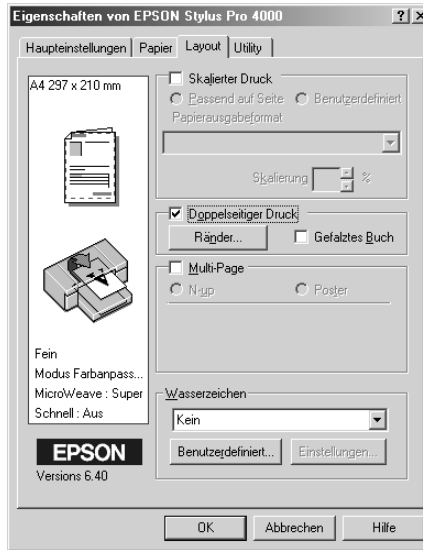 Eigenschaften von EPSON Stylus Pro 4000
Haupteinstellungen Papier Layout Utility
A4 297 x 210 mm
Skalierter Druck
Passend auf Seite Benutzerdefiniert
Papierausgabeformat
Skalierung %
Doppelseitiger Druck
Ränder... Gefalztes Buch
Multi-Page
N-up Poster
Fein
Modus Farbanpass...
MicroWeave : Super
Schnell : Aus
Wasserzeichen
Kein
Benutzerdefiniert... Einstellungen...
EPSON
Versions 6.40
OK Abbrechen Hilfe